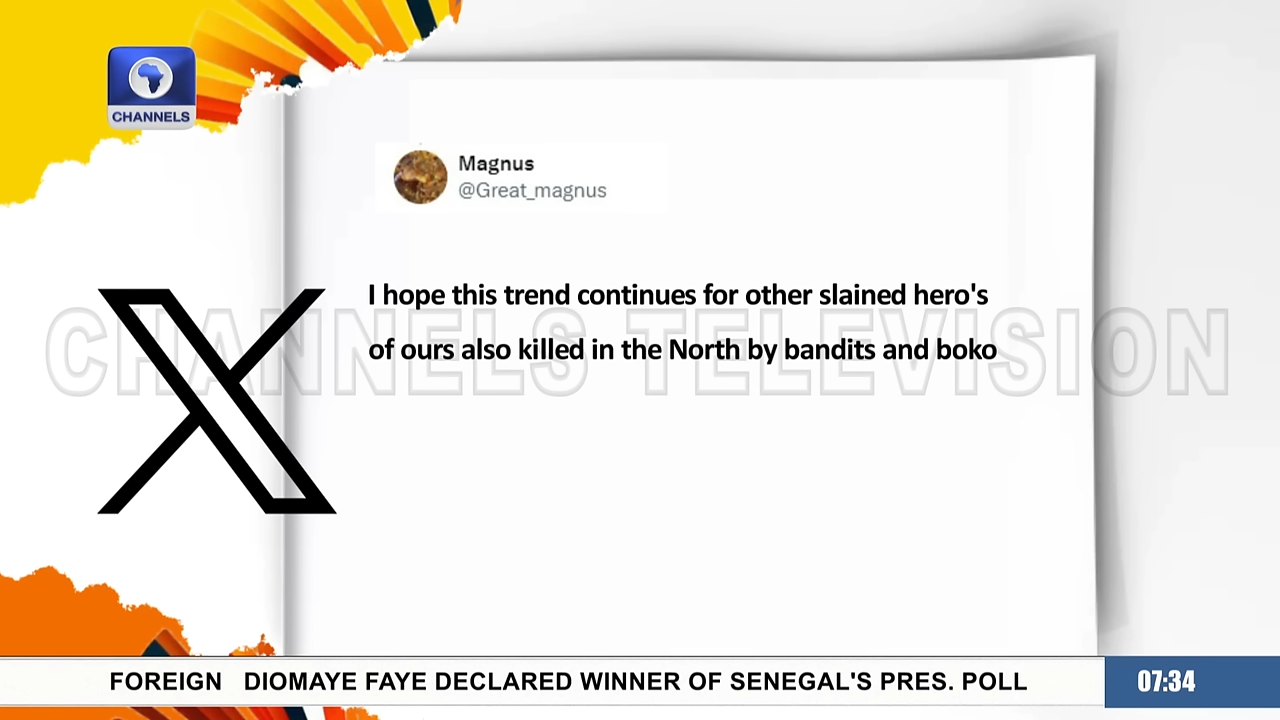 CHANNELS
Magnus
@Great_magnus
I hope this trend continues for other slained hero's
of ours also killed in the North by bandits and boko
CHANNELS TELEVISION
FOREIGN DIOMAYE FAYE DECLARED WINNER OF SENEGAL'S PRES. POLL
07:34